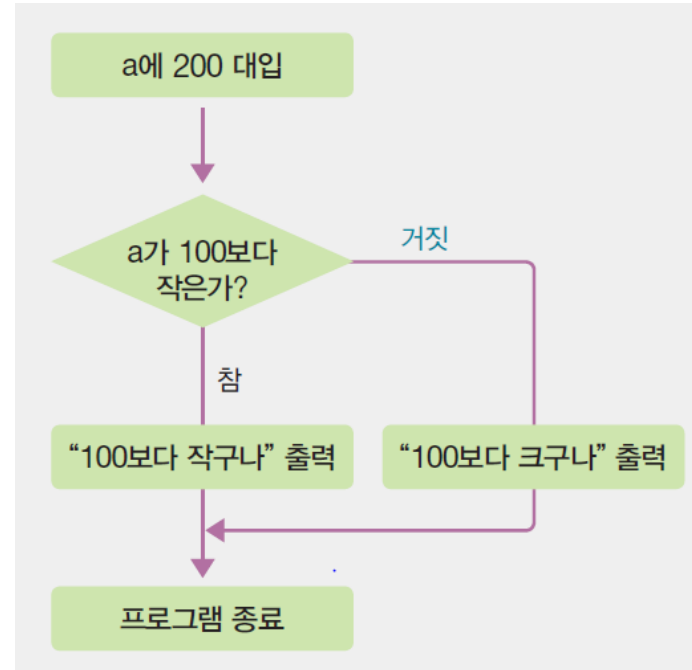 a에 200 대입
a가 100보다
작은가?
거짓
참
“100보다 작구나” 출력
“100보다 크구나” 출력
프로그램 종료